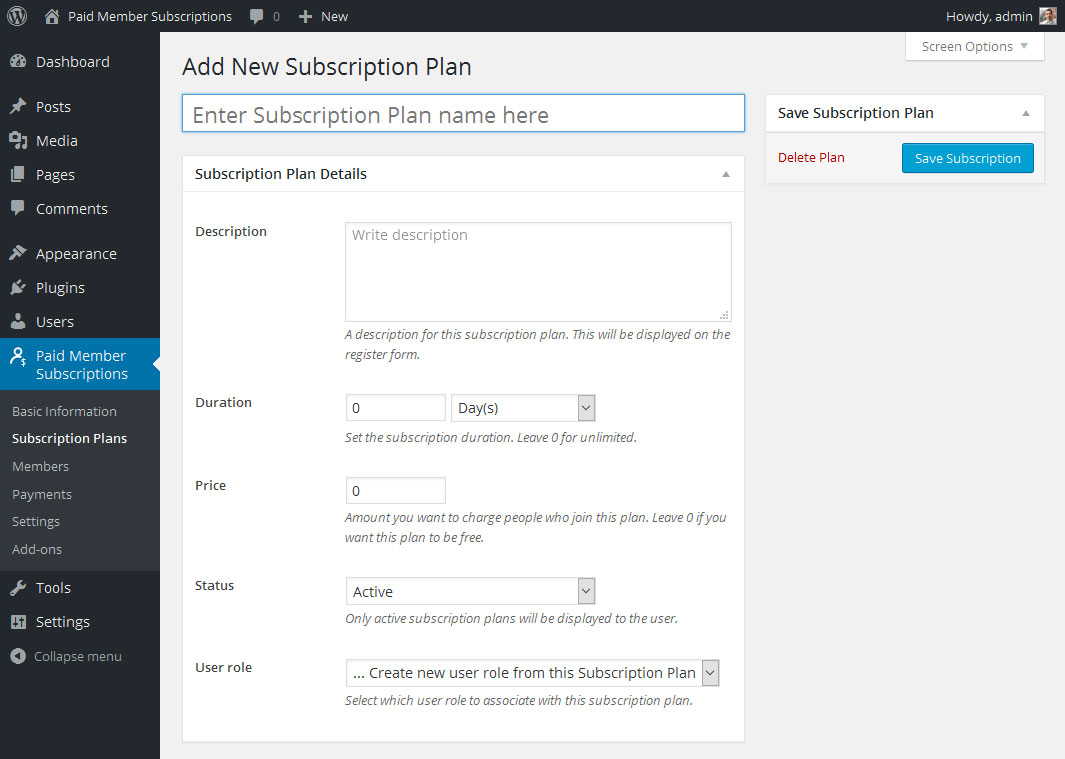 Paid Member Subscriptions 0 New Howdy, admin
Screen Options
Dashboard
Posts
Media
Pages
Comments
Appearance
Plugins
Users
Paid Member
Subscriptions
Basic Information
Subscription Plans
Members
Payments
Settings
Add-ons
Tools
Settings
Collapse menu
Add New Subscription Plan
Enter Subscription Plan name here
Subscription Plan Details
Description
Write description
A description for this subscription plan. This will be displayed on the
register form.
Duration
0 Day(s)
Set the subscription duration. Leave 0 for unlimited.
Price
0
Amount you want to charge people who join this plan. Leave 0 if you
want this plan to be free.
Status
Active
Only active subscription plans will be displayed to the user.
User role
... Create new user role from this Subscription Plan
Select which user role to associate with this subscription plan.
Save Subscription Plan
Delete Plan Save Subscription